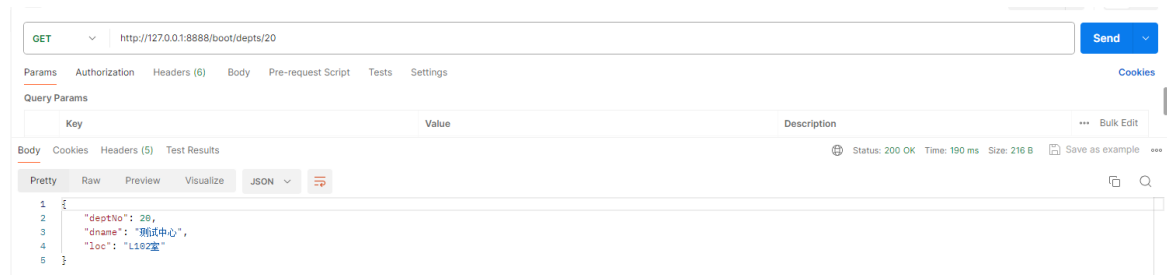 GET http://127.0.0.1:8888/boot/depts/20 Send
Params Authorization Headers (6) Body Pre-request Script Tests Settings Cookies
Query Params
Key Value Description ••• Bulk Edit
Body Cookies Headers (5) Test Results Status: 200 OK Time: 190 ms Size: 216 B Save as example •••
Pretty Raw Preview Visualize JSON
1 {
2 "deptNo": 20,
3 "dname": "测试中心",
4 "loc": "L102室"
5 }